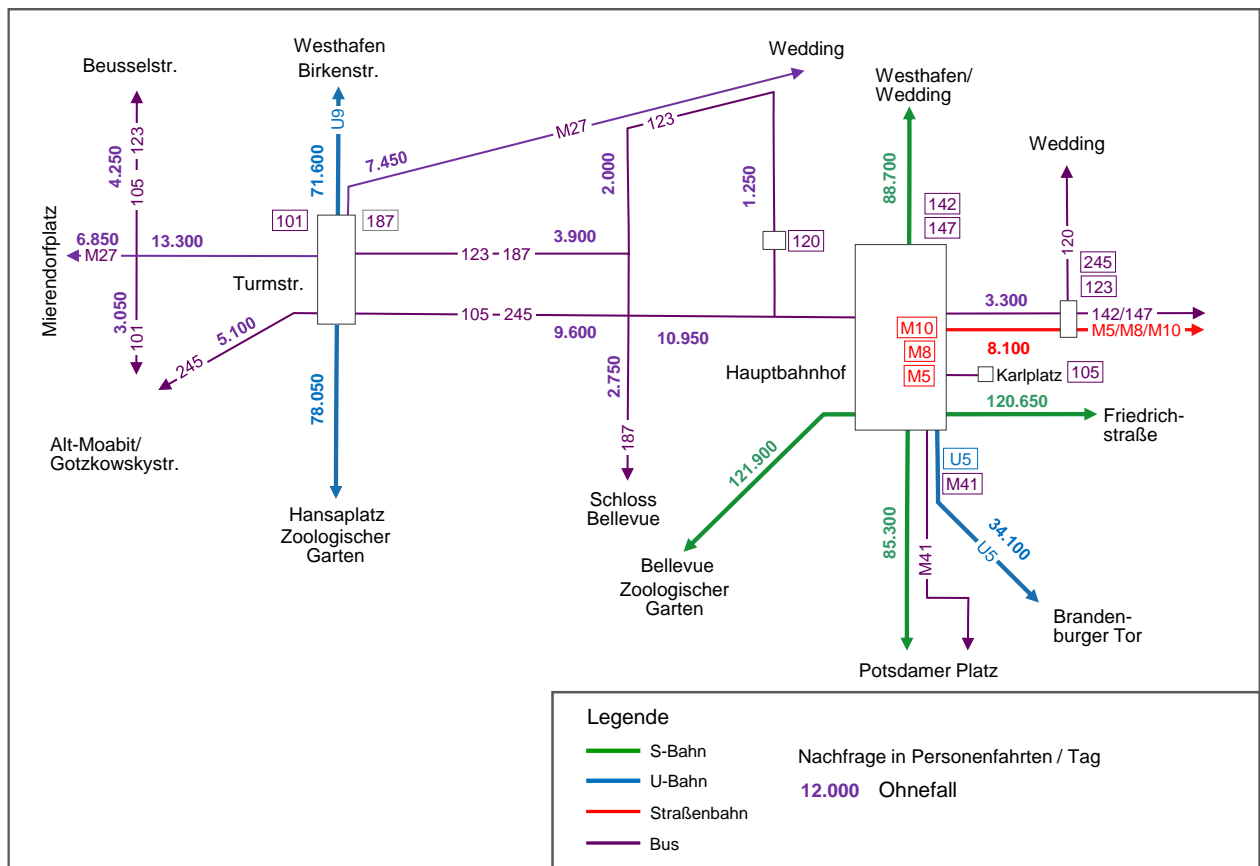 Westhafen
Birkenstr.
Beusselstr.
Wedding
Westhafen/
Wedding
Wedding
4.250
105
123
71.600
U9
7.450
M27
123
2.000
1.250
88.700
142
147
120
245
123
Mierendorfplatz
6.850
M27
13.300
101
187
3.900
123
187
120
Turmstr.
3.050
101
5.100
245
105
245
9.600
10.950
2.750
187
78.050
Hauptbahnhof
M10
M8
M5
3.300
142/147
M5/M8/M10
8.100
Karlplatz
105
120.650
Friedrich-
straße
Alt-Moabit/
Gotzkowskystr.
Hansaplatz
Zoologischer
Garten
Schloss
Bellevue
121.900
Bellevue
Zoologischer
Garten
85.300
M41
U5
M41
34.100
U5
Branden-
burger Tor
Potsdamer Platz
Legende
S-Bahn
U-Bahn
Straßenbahn
Bus
Nachfrage in Personenfahrten / Tag
12.000 Ohnefall